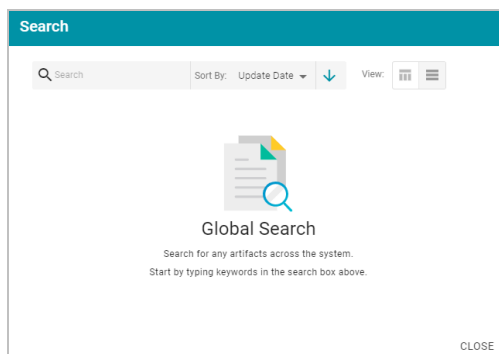 Search
Search Sort By: Update Date View:
Global Search
Search for any artifacts across the system.
Start by typing keywords in the search box above.
CLOSE